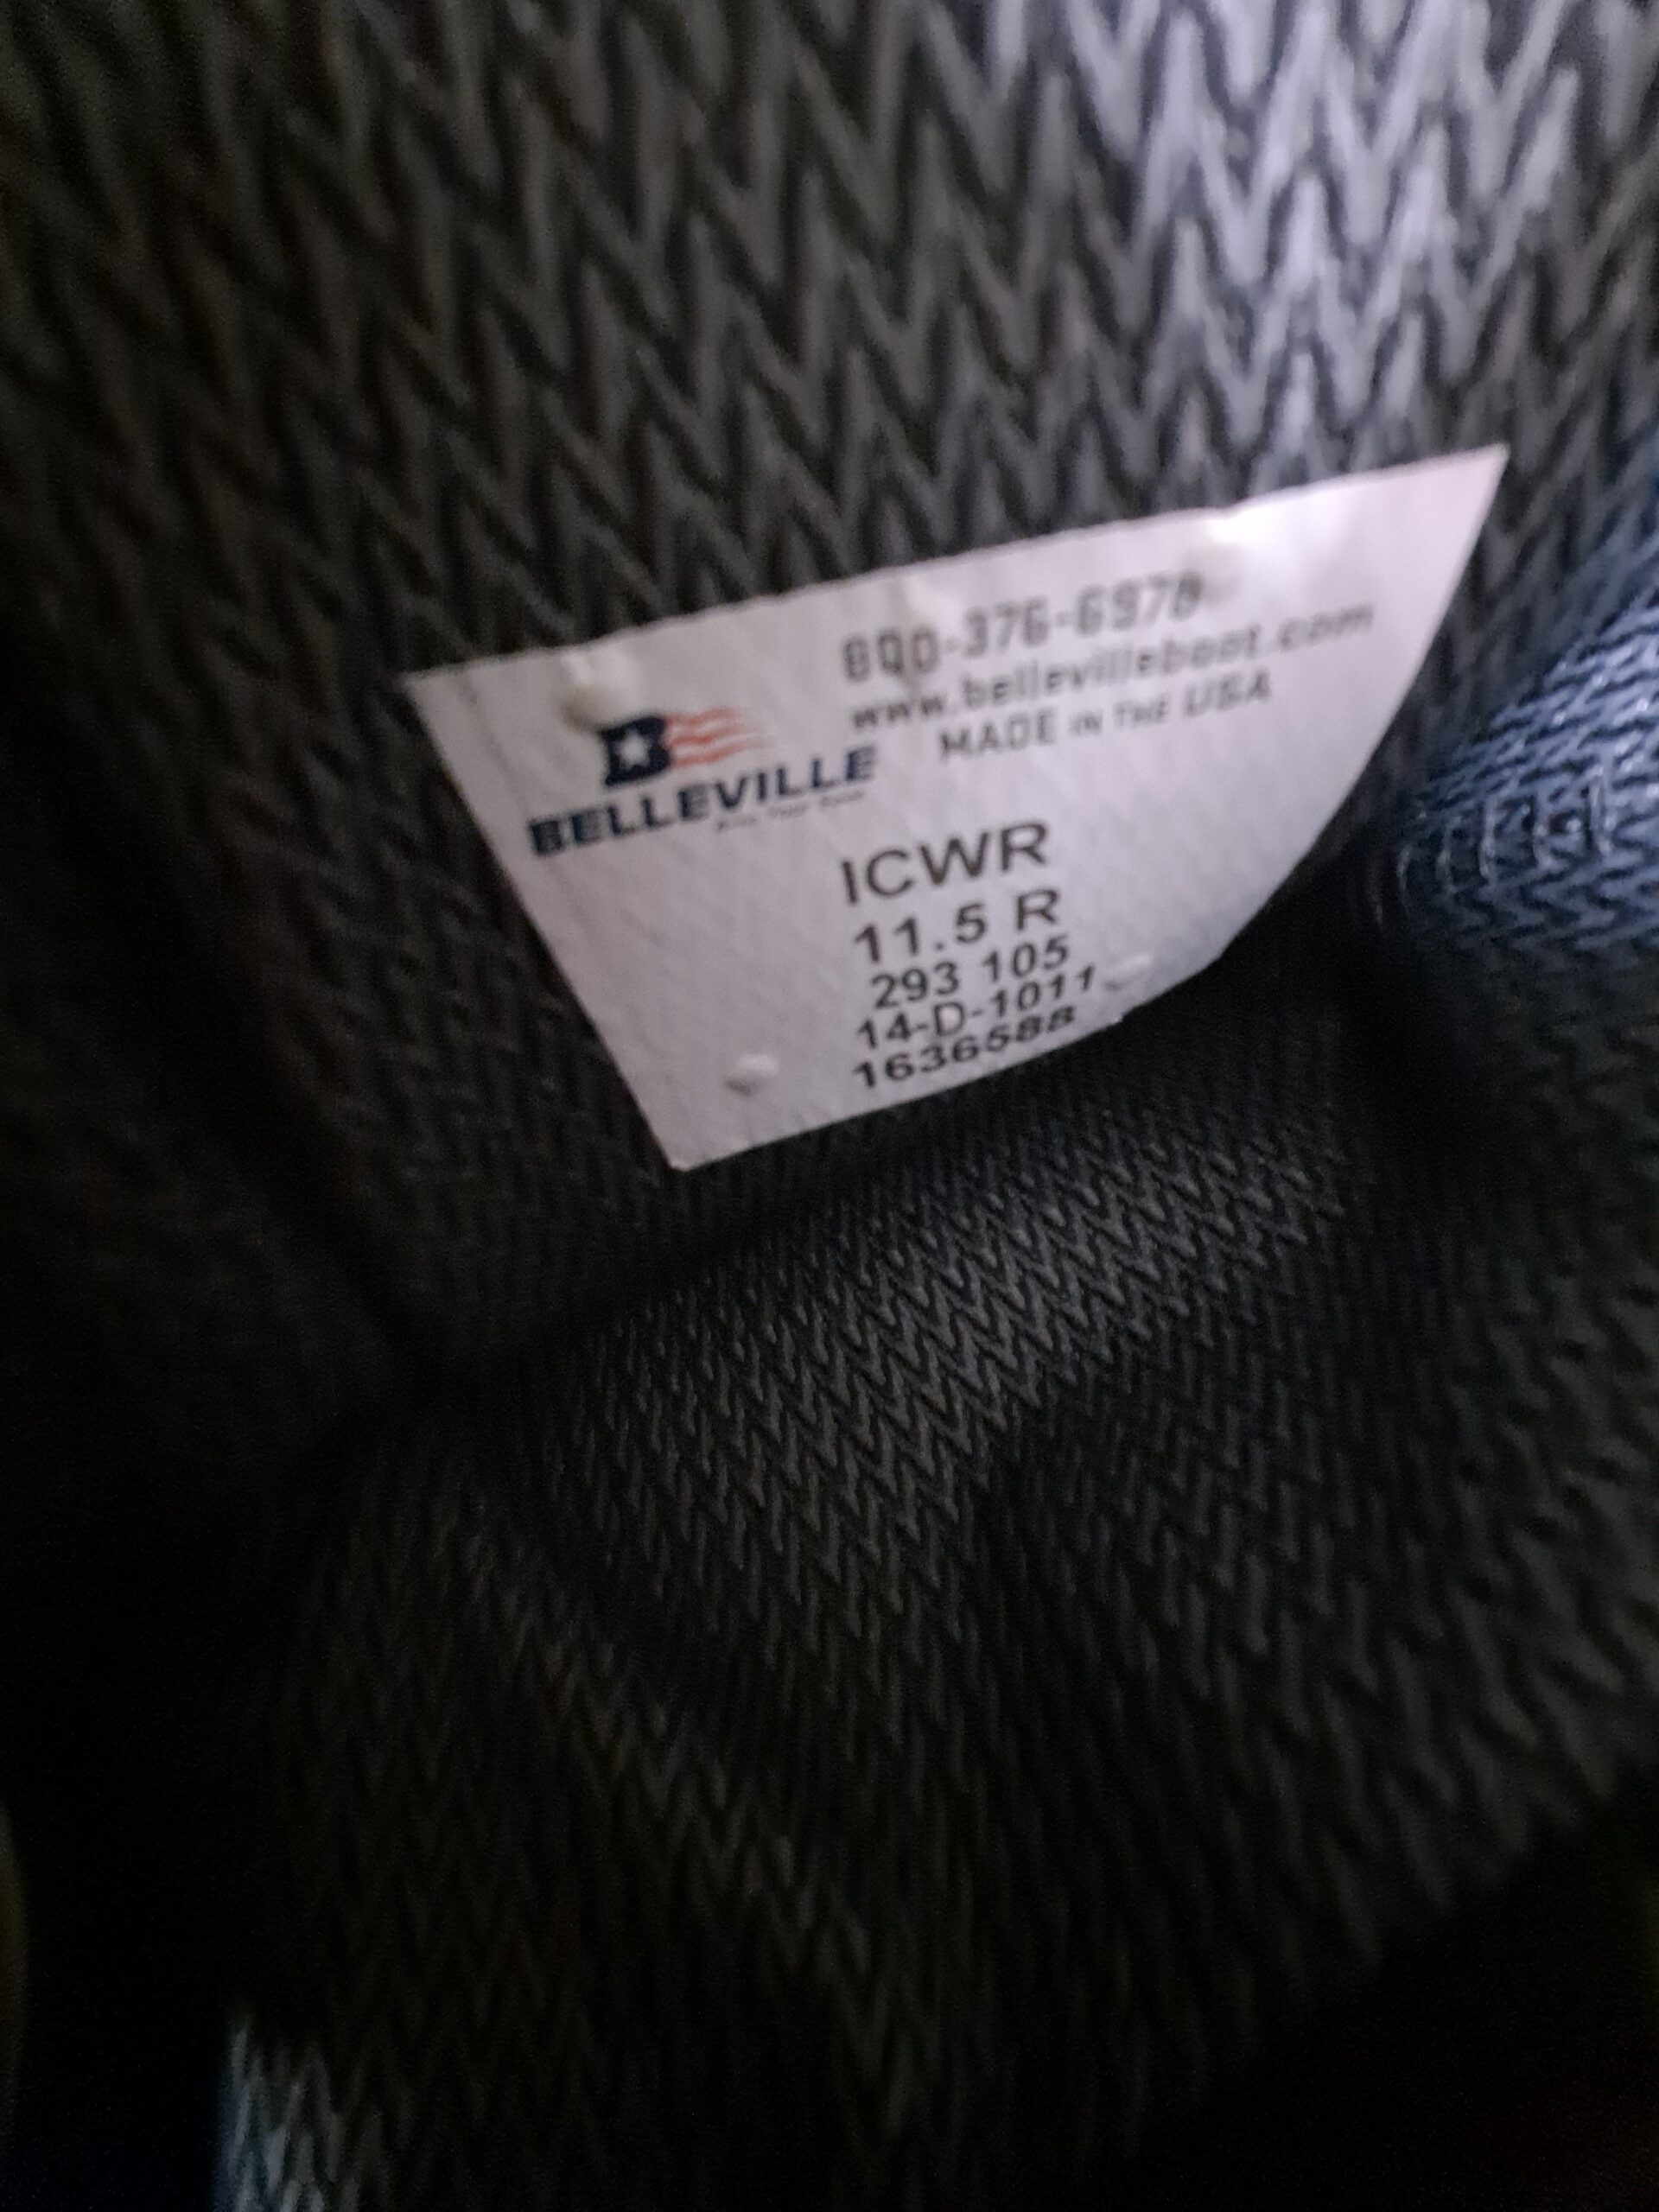 800-376-6978
www.bellevilleboot.com
MADE IN THE USA
B
BELLEVILLE
ICWR
11.5 R
293 105
14-D-1011
1636588